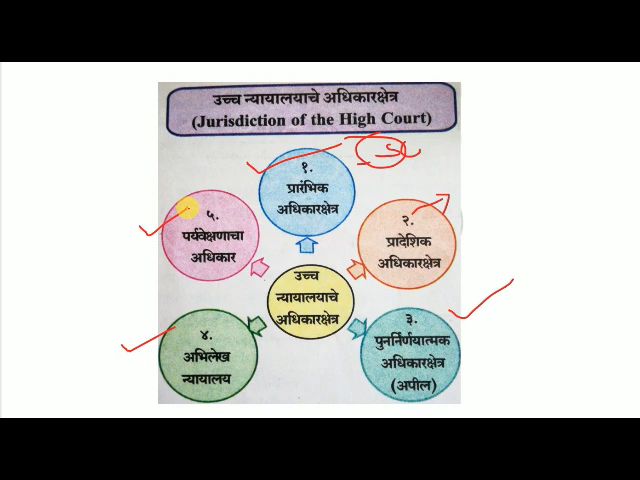 उच्च न्यायालयाचे अधिकारक्षेत्र
(Jurisdiction of the High Court)
१.
प्रारंभिक
अधिकारक्षेत्र
२.
प्रादेशिक
अधिकारक्षेत्र
३.
पुनर्निर्णयात्मक
अधिकारक्षेत्र
(अपील)
४.
अभिलेख
न्यायालय
५.
पर्यवेक्षणाचा
अधिकार
उच्च
न्यायालयाचे
अधिकारक्षेत्र